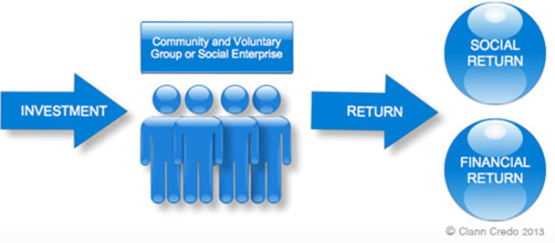 Community and Voluntary
Group or Social Enterprise
INVESTMENT
RETURN
SOCIAL
RETURN
FINANCIAL
RETURN
© Clann Credo 2013